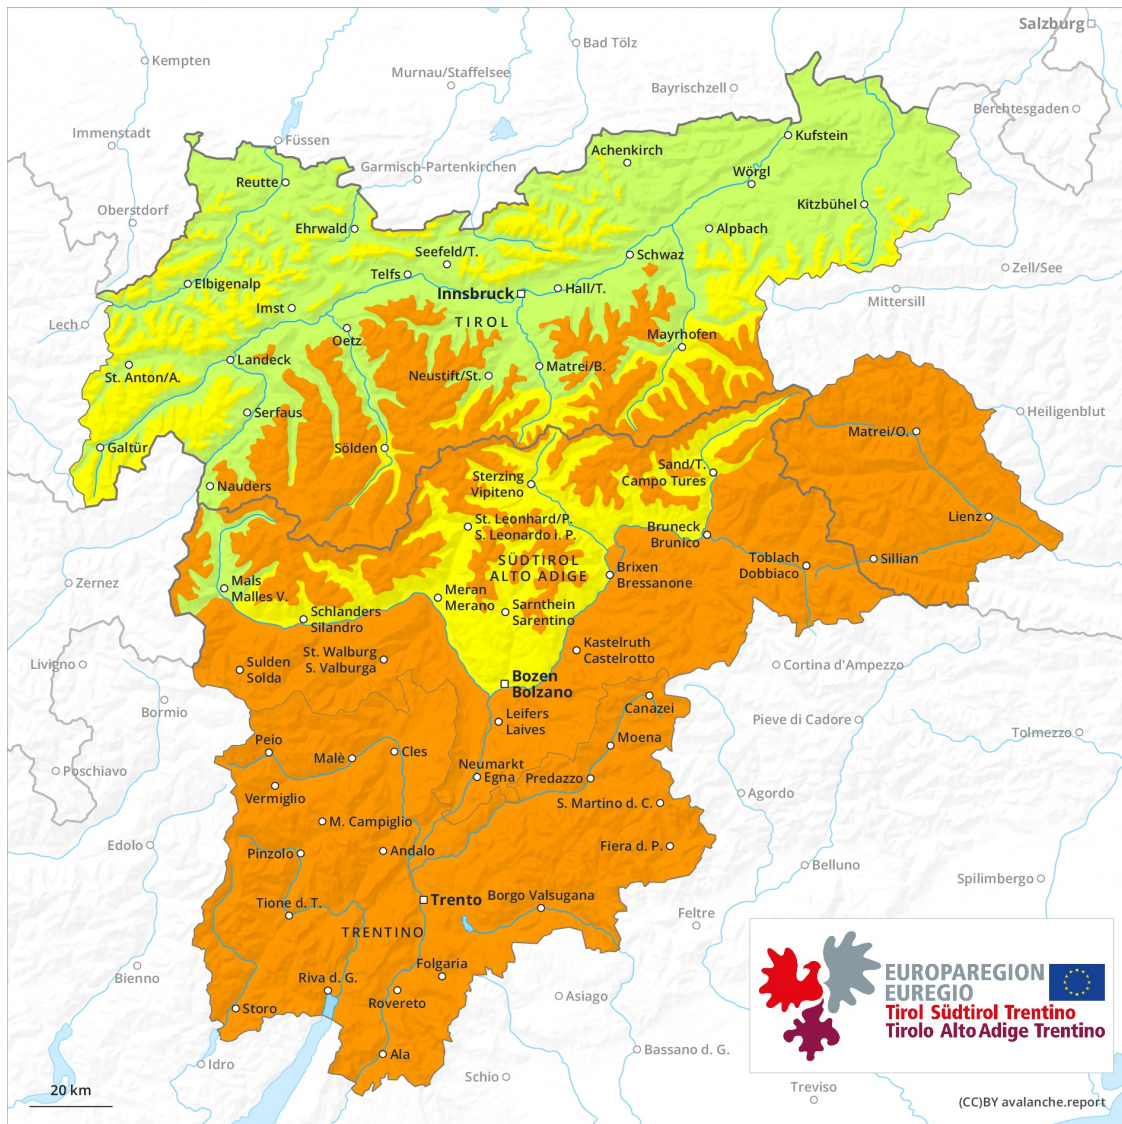 Salzburg
Bad Tölz
Kempten
Murnau/Staffelsee
Bayrischzell
Berchtesgaden
Immenstadt
Füssen
Kufstein
Achenkirch
Garmisch-Partenkirchen
Wörgl
Reutte
Oberstdorf
Kitzbühel
Ehrwald
Alpbach
Seefeld/T.
Schwaz
Zell/See
Telfs
Elbigenalp
Hall/T.
Innsbruck
Mittersill
Imst
TIROL
Lech
Oetz
Mayrhofen
Landeck
Matrei/B.
St. Anton/A.
Neustift/St.
Serfaus
Heiligenblut
Matrei/O.
Galtür
Sölden
Sand/T.
Campo Tures
Sterzing
Vipiteno
Nauders
Lienz
St. Leonhard/P.
S. Leonardo i. P.
Bruneck
Brunico
SÜDTIROL
ALTO ADIGE
Toblach
Dobbiaco
Sillian
Brixen
Bressanone
Zernez
Mals
Malles V.
Meran
Merano
Sarnthein
Sarentino
Schlanders
Silandro
Kastelruth
Castelrotto
St. Walburg
S. Valburga
Livigno
Sulden
Solda
Cortina d'Ampezzo
Bozen
Bolzano
Canazei
Bormio
Leifers
Laives
Pieve di Cadore
Tolmezzo
Moena
Peio
Cles
Malè
Neumarkt
Egna
Predazzo
Poschiavo
Vermiglio
Agordo
S. Martino d. C.
M. Campiglio
Edolo
Pinzolo
Andalo
Fiera d. P.
Belluno
Spilimbergo
Borgo Valsugana
Trento
Tione d. T.
Feltre
TRENTINO
Folgaria
Bienno
Riva d. G.
Rovereto
Asiago
Storo
EUROPAREGION
EUREGIO
Tirol Südtirol Trentino
Tirolo Alto Adige Trentino
Ala
Bassano d. G.
Idro
Schio
Treviso
20 km
(CC)BY avalanche.report